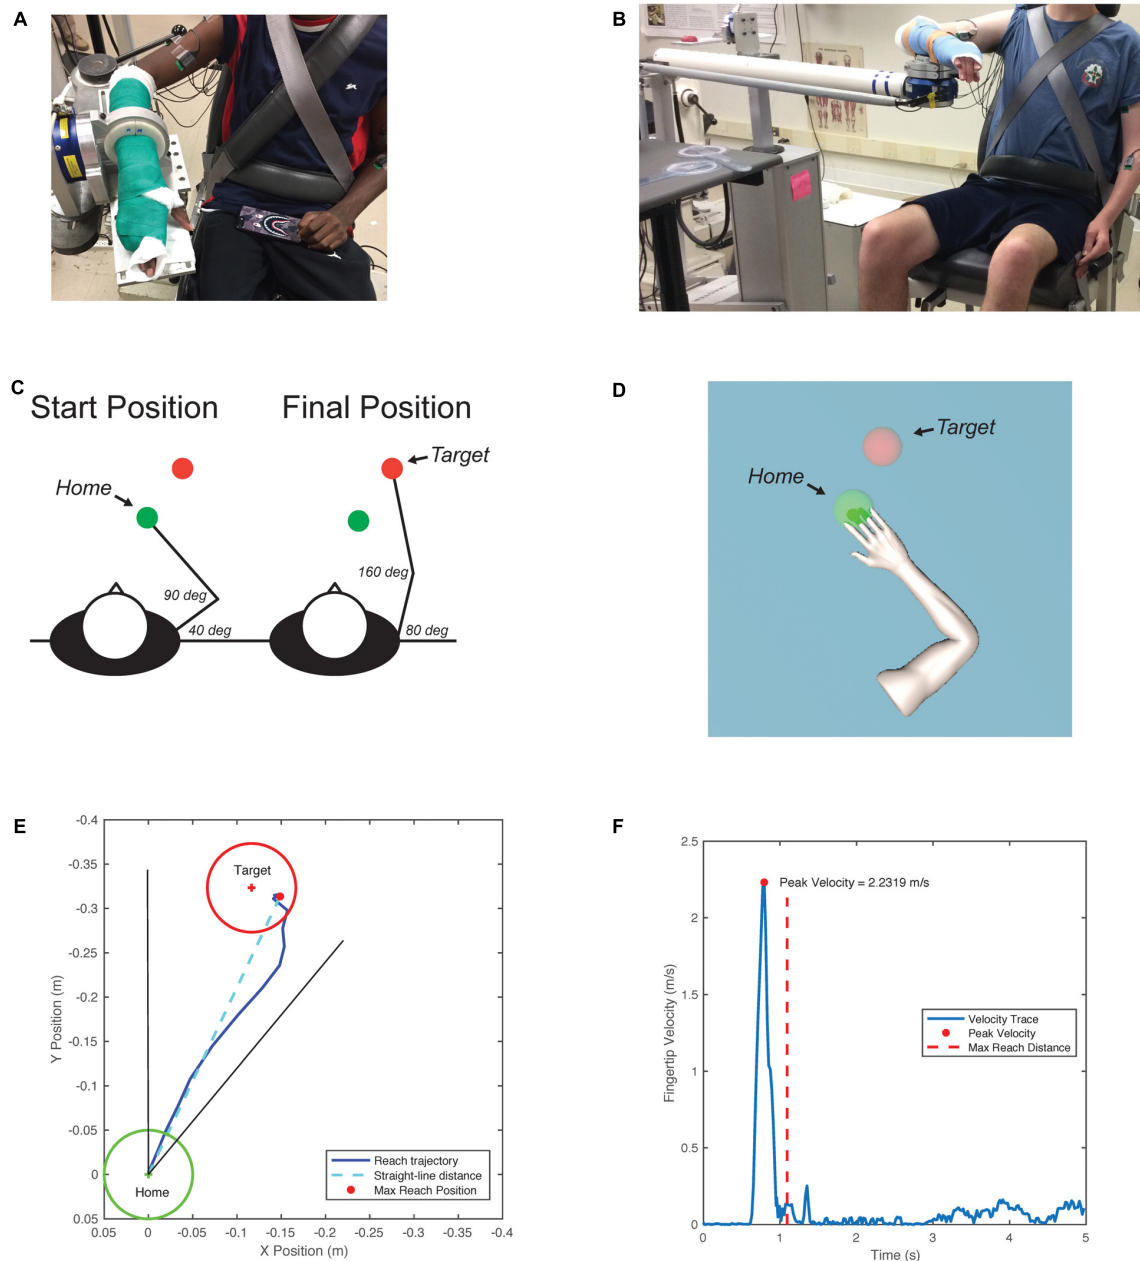 A
B
C
Start Position
Final Position
Target
Home
90 deg
40 deg
160 deg
80 deg
D
Target
Home
E
-0.4
-0.35
-0.3
-0.25
-0.2
-0.15
-0.1
-0.05
0
0.05
Y Position (m)
Target
Home
Reach trajectory
Straight-line distance
Max Reach Position
0.05 0 -0.05 -0.1 -0.15 -0.2 -0.25 -0.3 -0.35 -0.4
X Position (m)
F
2.5
2
1.5
1
0.5
0
Fingertip Velocity (m/s)
Peak Velocity = 2.2319 m/s
Velocity Trace
Peak Velocity
Max Reach Distance
0 1 2 3 4 5
Time (s)